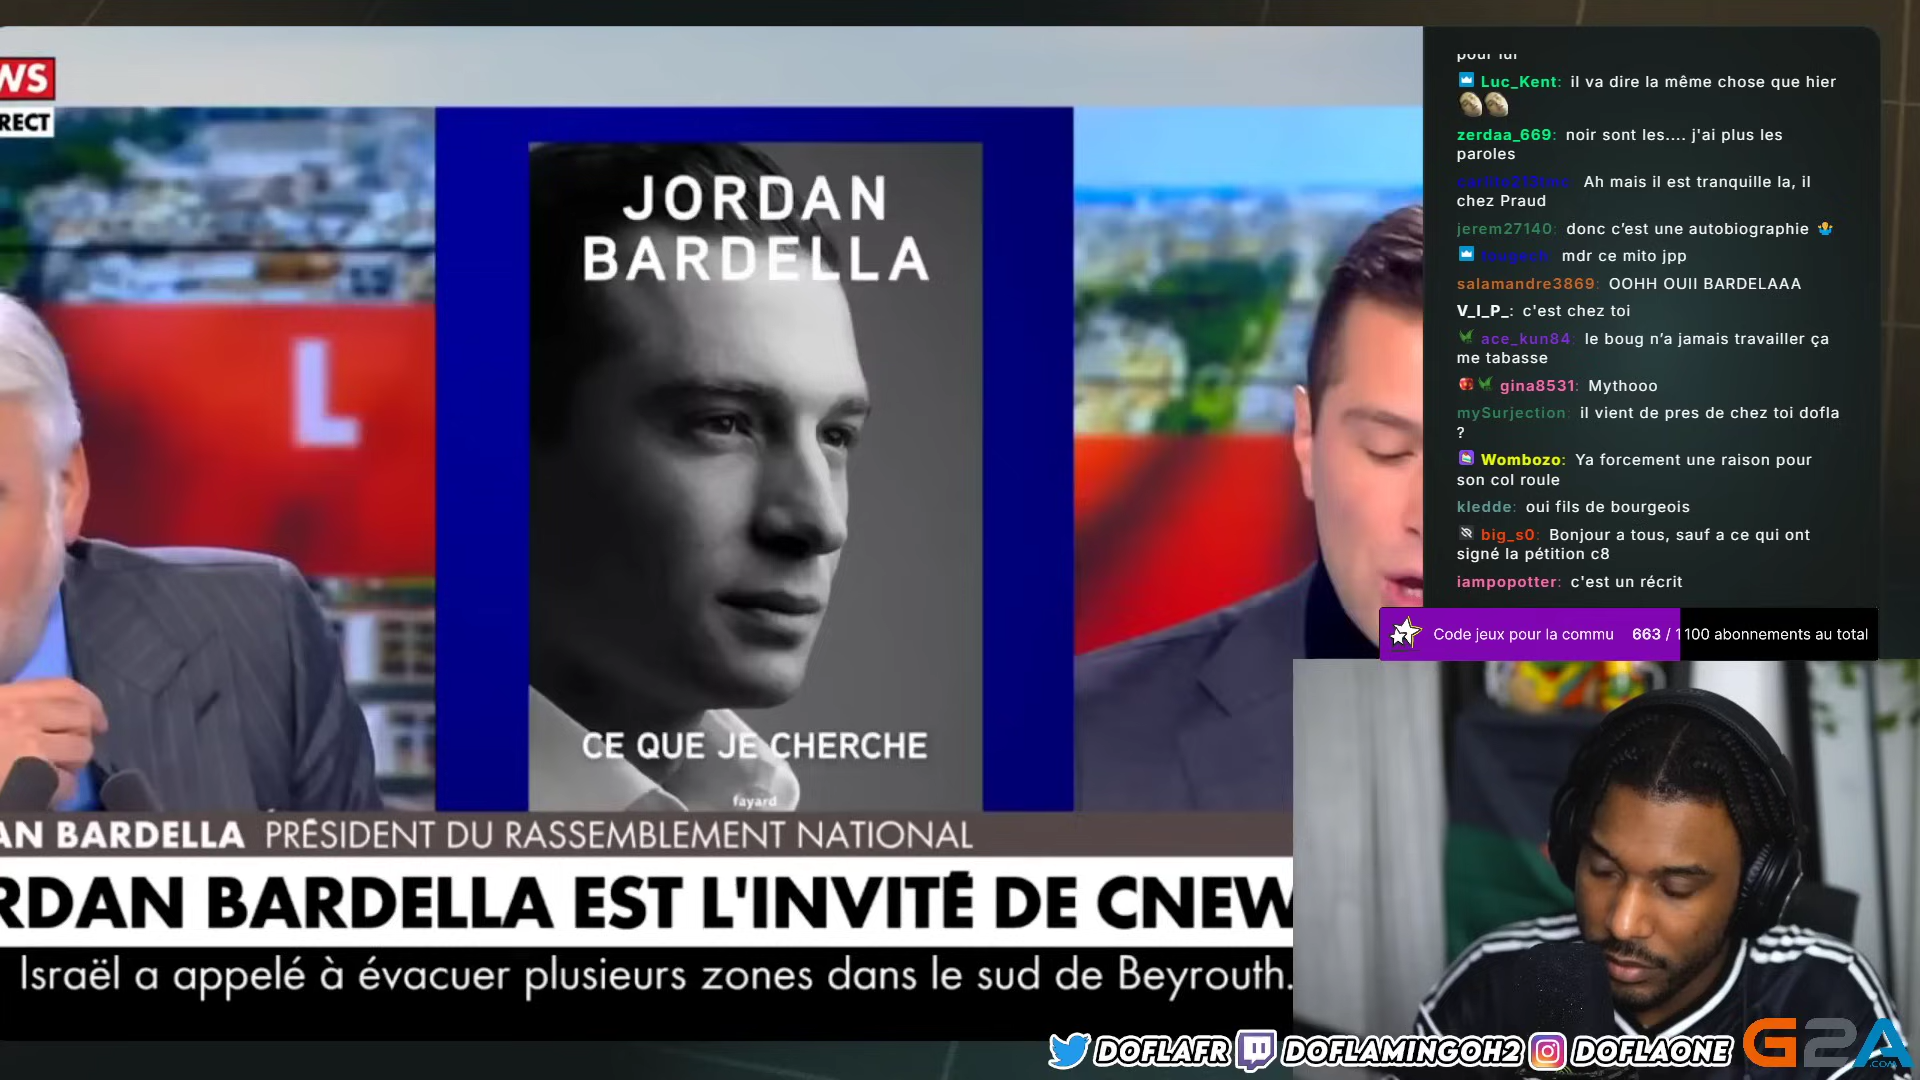 WS
RECT
L
JORDAN
BARDELLA
CE QUE JE CHERCHE
fayard
AN BARDELLA PRÉSIDENT DU RASSEMBLEMENT NATIONAL
RDAN BARDELLA EST L'INVITÉ DE CNEW
Israël a appelé à évacuer plusieurs zones dans le sud de Beyrouth.
pour lui
Luc_Kent: il va dire la même chose que hier
zerdaa_669: noir sont les.... j'ai plus les
paroles
Ah mais il est tranquille la, il
chez Praud
jerem27140: donc c’est une autobiographie
mdr ce mito jpp
salamandre3869: OOHH OUII BARDELAAA
V_I_P_: c'est chez toi
ace_kun84: le boug n’a jamais travailler ça
me tabasse
gina8531: Mythooo
mySurjection: il vient de pres de chez toi dofla
?
Wombozo: Ya forcement une raison pour
son col roule
kledde: oui fils de bourgeois
big_s0: Bonjour a tous, sauf a ce qui ont
signé la pétition c8
iampopotter: c'est un récrit
Code jeux pour la commu 663 / 1100 abonnements au total
DOFLAFR DOFLAMINGOH2 DOFLAONE
G2A
.COM